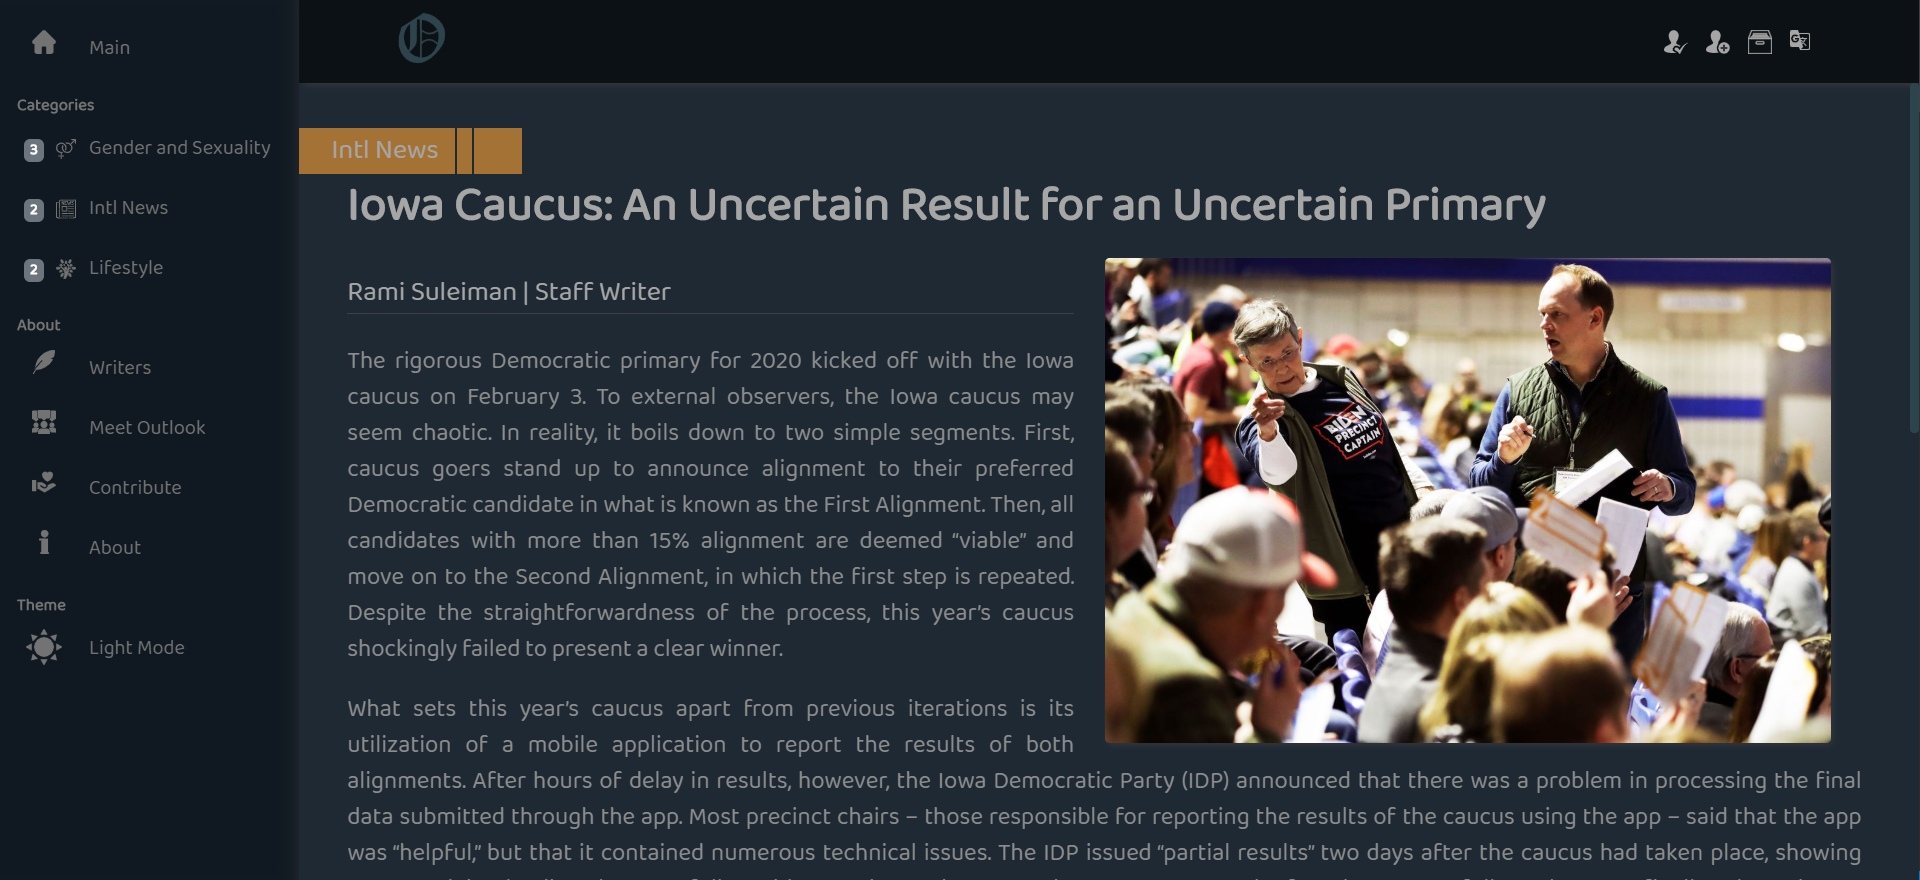 Main
Categories
3 Gender and Sexuality
2 Intl News
2 Lifestyle
About
Writers
Meet Outlook
Contribute
About
Theme
Light Mode
Intl News
Iowa Caucus: An Uncertain Result for an Uncertain Primary
Rami Suleiman | Staff Writer
The rigorous Democratic primary for 2020 kicked off with the Iowa
caucus on February 3. To external observers, the Iowa caucus may
seem chaotic. In reality, it boils down to two simple segments. First,
caucus goers stand up to announce alignment to their preferred
Democratic candidate in what is known as the First Alignment. Then, all
candidates with more than 15% alignment are deemed “viable” and
move on to the Second Alignment, in which the first step is repeated.
Despite the straightforwardness of the process, this year’s caucus
shockingly failed to present a clear winner.
What sets this year’s caucus apart from previous iterations is its
utilization of a mobile application to report the results of both
alignments. After hours of delay in results, however, the Iowa Democratic Party (IDP) announced that there was a problem in processing the final
data submitted through the app. Most precinct chairs – those responsible for reporting the results of the caucus using the app – said that the app
was “helpful,” but that it contained numerous technical issues. The IDP issued “partial results” two days after the caucus had taken place, showing
BIDEN
PRECINCT
CAPTAIN